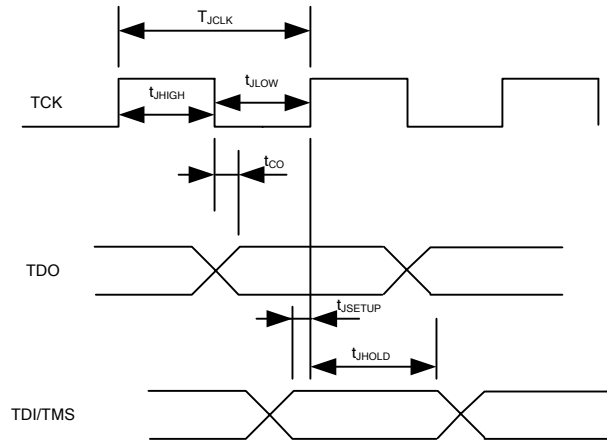 TJCLK
TCK
tJHIGH
tJLOW
tCO
TDO
tJSETUP
tJHOLD
TDI/TMS